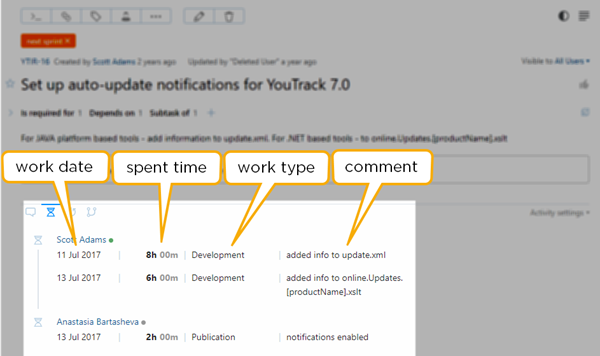 next sprint ×
YTIR-16 Created by Scott Adams 2 years ago Updated by "Deleted User" a year ago Visible to All Users
Set up auto-update notifications for YouTrack 7.0
Is required for 1 Depends on 1 Subtask of 1 +
For JAVA platform based tools - add information to update.xml. For .NET based tools - to online.Updates.[productName].xslt
work date
spent time
work type
comment
Activity settings
Scott Adams
11 Jul 2017 8h 00m Development added info to update.xml
13 Jul 2017 6h 00m Development added info to online.Updates.
[productName].xslt
Anastasia Bartasheva
13 Jul 2017 2h 00m Publication notifications enabled